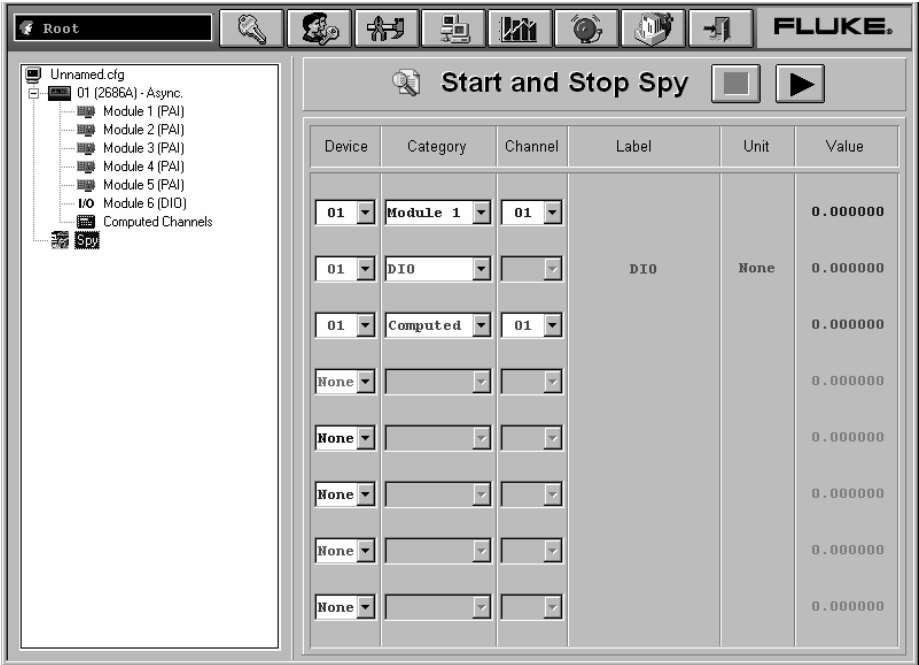 Root
FLUKE®
Unnamed.cfg
01 (2686A) - Async.
Module 1 (PAI)
Module 2 (PAI)
Module 3 (PAI)
Module 4 (PAI)
Module 5 (PAI)
I/O Module 6 (DIO)
Computed Channels
Spy
Start and Stop Spy
Device Category Channel Label Unit Value
01 Module 1 01 0.000000
01 DIO DIO None 0.000000
01 Computed 01 0.000000
None 0.000000
None 0.000000
None 0.000000
None 0.000000
None 0.000000